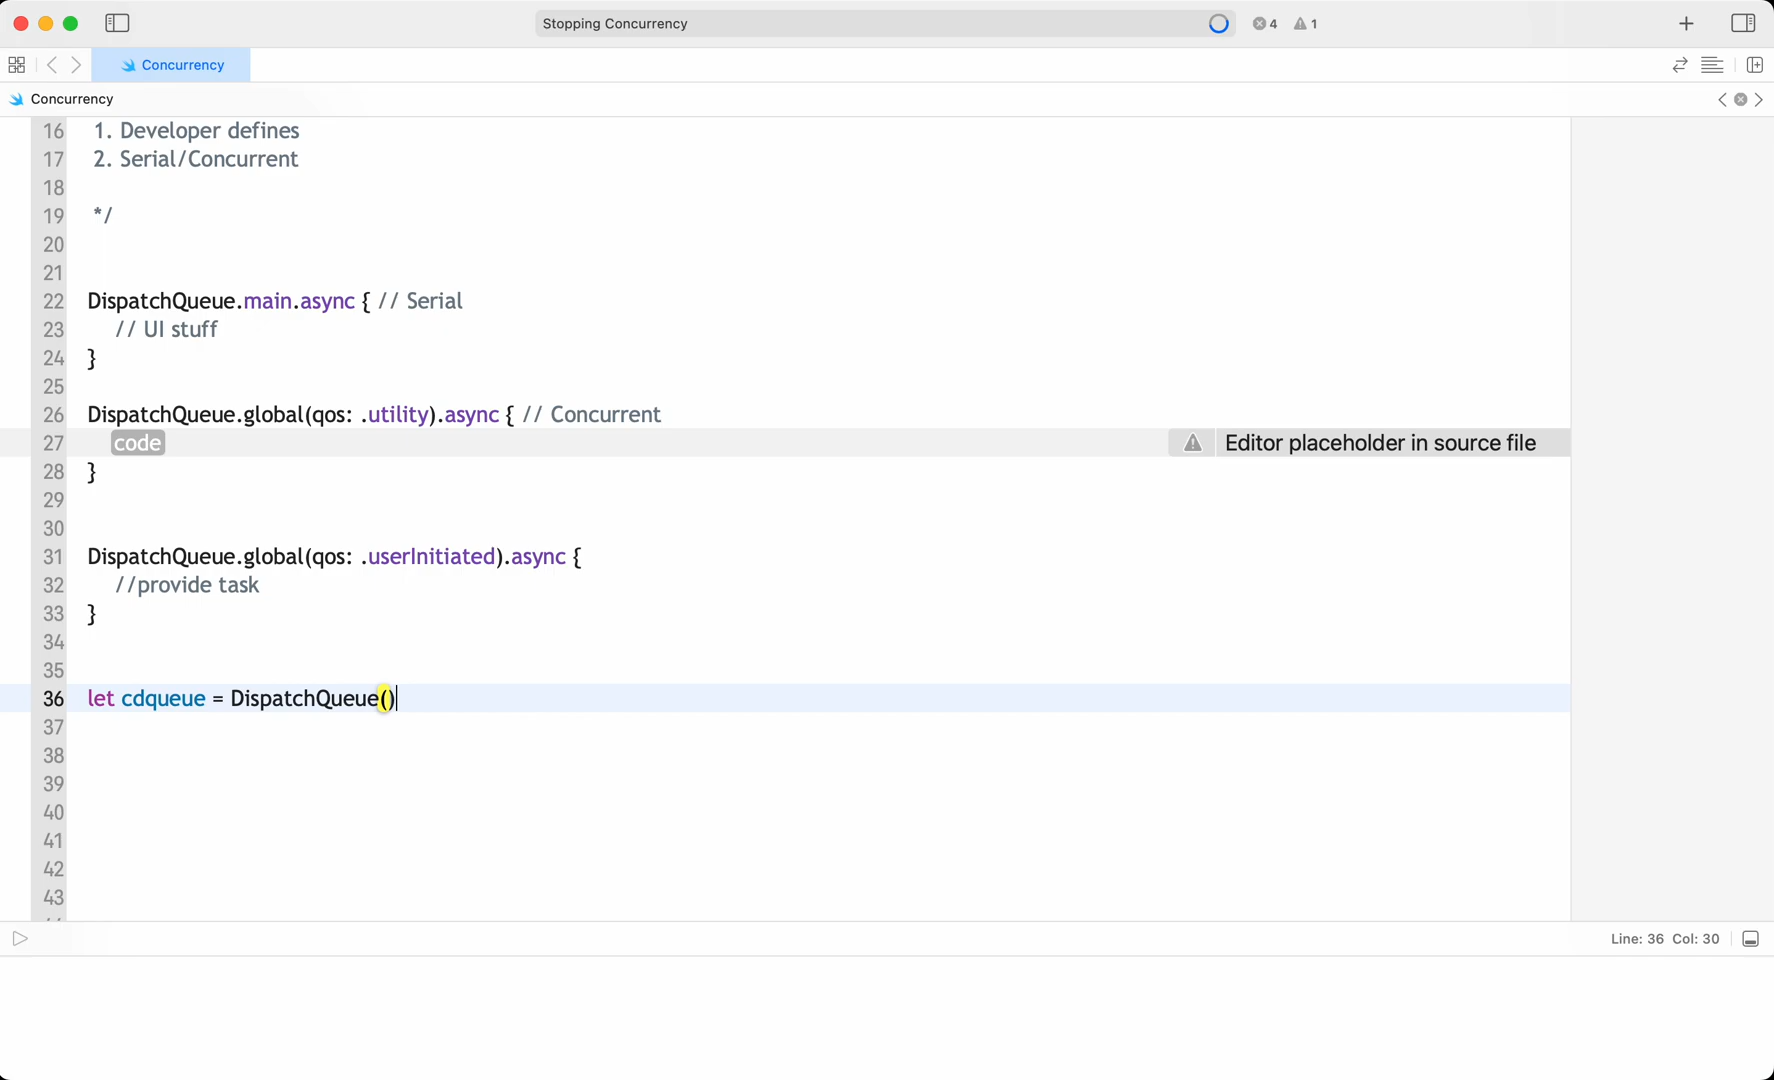 Stopping Concurrency
4
1
Concurrency
Concurrency
16 1. Developer defines
17 2. Serial/Concurrent
18
19 */
20
21
22 DispatchQueue.main.async { // Serial
23 // UI stuff
24 }
25
26 DispatchQueue.global(qos: .utility).async { // Concurrent
27 code Editor placeholder in source file
28 }
29
30
31 DispatchQueue.global(qos: .userInitiated).async {
32 //provide task
33 }
34
35
36 let cdqueue = DispatchQueue()
37
38
39
40
41
42
43
Line: 36 Col: 30